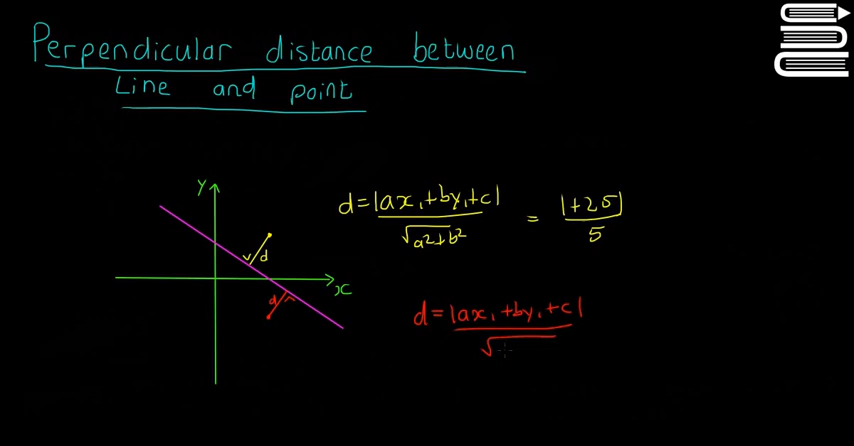 Perpendicular distance between
Line and point
y
d=|ax₁+by₁+c|/√a²+b² = |+25|/5
d
x
d
d=|ax₁+by₁+c|/√